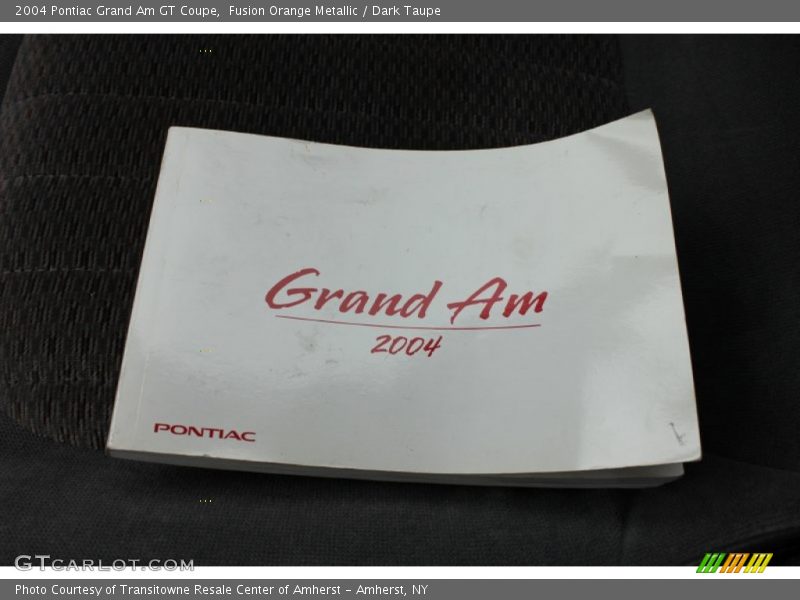 2004 Pontiac Grand Am GT Coupe,  Fusion Orange Metallic / Dark Taupe
Grand Am
2004
PONTIAC
GTCARLOT.COM
Photo Courtesy of Transitowne Resale Center of Amherst - Amherst, NY